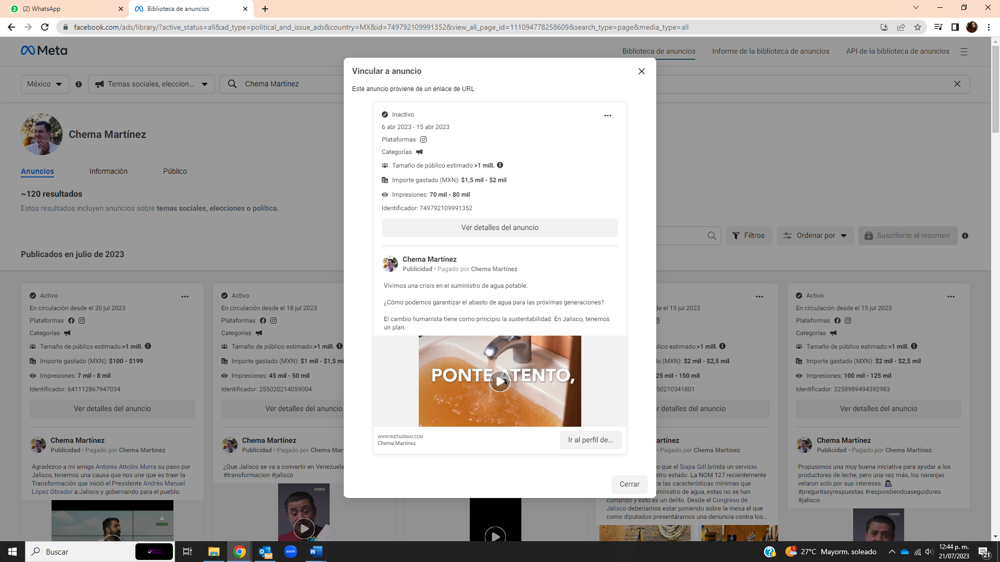 (2) WhatsApp
Biblioteca de anuncios
facebook.com/ads/library/?active_status=all&ad_type=political_and_issue_ads&country=MX&id=749792109991352&view_all_page_id=111094778258609&search_type=page&media_type=all
Meta
Biblioteca de anuncios
Informe de la biblioteca de anuncios
API de la biblioteca de anuncios
México
Temas sociales, eleccion...
Chema Martínez
Chema Martínez
Anuncios
Información
Público
~120 resultados
Estos resultados incluyen anuncios sobre temas sociales, elecciones o política.
Filtros
Ordenar por
Suscribirte al resumen
Publicados en julio de 2023
Vincular a anuncio
Este anuncio proviene de un enlace de URL
Inactivo
6 abr 2023 - 15 abr 2023
Plataformas
Categorías
Tamaño de público estimado:>1 mill.
Importe gastado (MXN): $1,5 mil - $2 mil
Impresiones: 70 mil - 80 mil
Identificador: 749792109991352
Ver detalles del anuncio
Chema Martínez
Publicidad • Pagado por Chema Martínez
Vivimos una crisis en el suministro de agua potable.
¿Cómo podemos garantizar el abasto de agua para las próximas generaciones?
El cambio humanista tiene como principio la sustentabilidad. En Jalisco, tenemos
un plan.
PONTE ATENTO,
WWW.INSTAGRAM.COM
Chema Martínez
Ir al perfil de...
Cerrar
Activo
En circulación desde el 20 jul 2023
Plataformas
Categorías
Tamaño de público estimado:>1 mill.
Importe gastado (MXN): $100 - $199
Impresiones: 7 mil - 8 mil
Identificador: 641112867947034
Ver detalles del anuncio
Chema Martínez
Publicidad • Pagado por Chema Martínez
Agradezco a mi amigo Antonio Attolini Murra su paso por
Jalisco, tenemos una causa que nos une que es traer la
Transformación que inició el Presidente Andrés Manuel
López Obrador a Jalisco y gobernando para el pueblo.
Activo
En circulación desde el 18 jul 2023
Plataformas
Categorías
Tamaño de público estimado:>1 mill.
Importe gastado (MXN): $1 mil - $1,5 mi
Impresiones: 45 mil - 50 mil
Identificador: 255020214059004
Ver detalles del anuncio
Chema Martínez
Publicidad • Pagado por Chema Mar
¿Que Jalisco se va a convertir en Venezuela
#transformacion #jalisco
CHEMA
de el 15 jul 2023
blico estimado:>1 mill.
lo (MXN): $2 mil - $2,5 mil
25 mil - 150 mil
50210341801
r detalles del anuncio
artínez
• Pagado por Chema Martínez
o que el Siapa Gdl brinda un servicio
stro estado. La NOM 127 recientemente
ce las características mínimas que
uministro de agua, estas no se han
cumplido y esto es un delito. Desde el Congreso de
Jalisco deberíamos estar poniendo sobre la mesa el que
como diputados presentáramos una denuncia contra los...
Activo
En circulación desde el 15 jul 2023
Plataformas
Categorías
Tamaño de público estimado:>1 mill.
Importe gastado (MXN): $2 mil - $2,5 mil
Impresiones: 100 mil - 125 mil
Identificador: 3258989494392983
Ver detalles del anuncio
Chema Martínez
Publicidad • Pagado por Chema Martínez
Propusimos una muy buena iniciativa para ayudar a los
productores de leche, pero una vez más, los naranjas
velaron solo por sus intereses.
#preguntasyrespuestas #respondiendoaseguidores
#jalisco
CHEMA
Buscar
zoom
27°C Mayorm. soleado
12:44 p. m.
21/07/2023
21